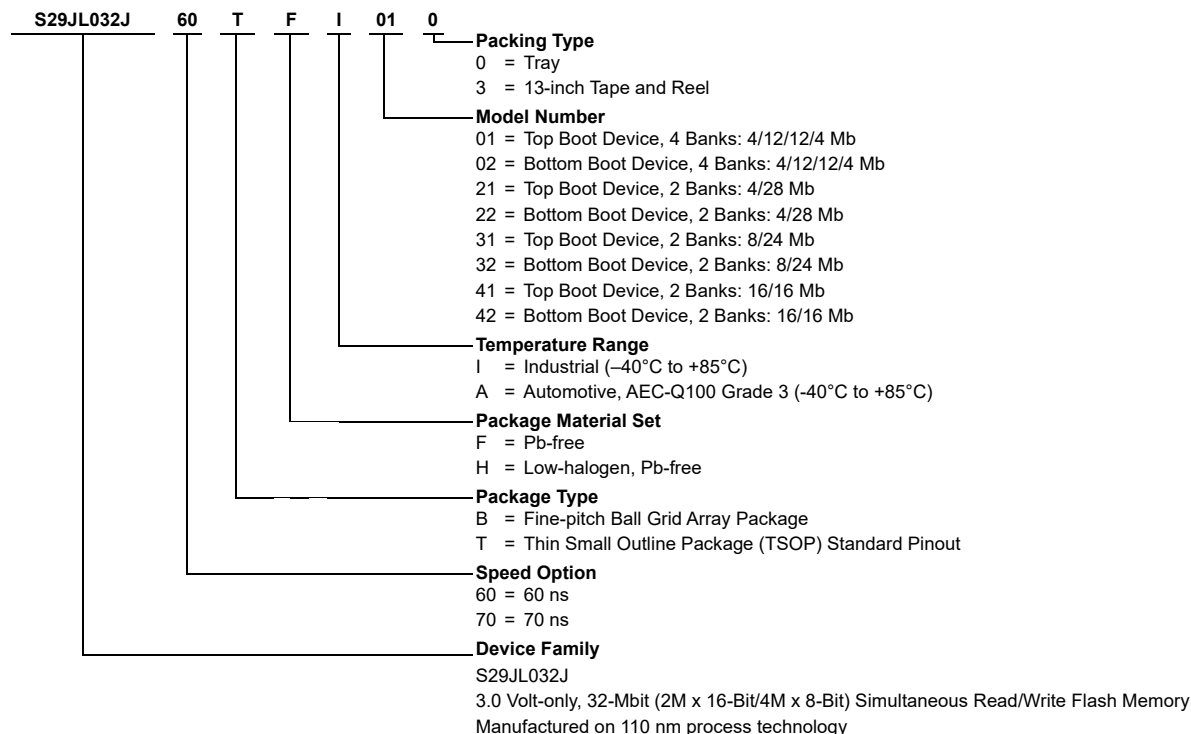 S29JL032J 60 T F I 01 0
Packing Type
0 = Tray
3 = 13-inch Tape and Reel
Model Number
01 = Top Boot Device, 4 Banks: 4/12/12/4 Mb
02 = Bottom Boot Device, 4 Banks: 4/12/12/4 Mb
21 = Top Boot Device, 2 Banks: 4/28 Mb
22 = Bottom Boot Device, 2 Banks: 4/28 Mb
31 = Top Boot Device, 2 Banks: 8/24 Mb
32 = Bottom Boot Device, 2 Banks: 8/24 Mb
41 = Top Boot Device, 2 Banks: 16/16 Mb
42 = Bottom Boot Device, 2 Banks: 16/16 Mb
Temperature Range
I = Industrial (–40°C to +85°C)
A = Automotive, AEC-Q100 Grade 3 (-40°C to +85°C)
Package Material Set
F = Pb-free
H = Low-halogen, Pb-free
Package Type
B = Fine-pitch Ball Grid Array Package
T = Thin Small Outline Package (TSOP) Standard Pinout
Speed Option
60 = 60 ns
70 = 70 ns
Device Family
S29JL032J
3.0 Volt-only, 32-Mbit (2M x 16-Bit/4M x 8-Bit) Simultaneous Read/Write Flash Memory
Manufactured on 110 nm process technology